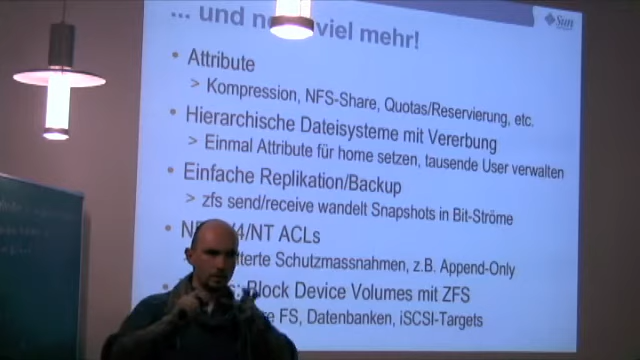 ... und viel mehr!
Sun
• Attribute
> Kompression, NFS-Share, Quotas/Reservierung, etc.
• Hierarchische Dateisysteme mit Vererbung
> Einmal Attribute für home setzen, tausende User verwalten
• Einfache Replikation/Backup
> zfs send/receive wandelt Snapshots in Bit-Ströme
• /NT ACLs
Schutzmassnahmen, z.B. Append-Only
• Block Device Volumes mit ZFS
FS, Datenbanken, iSCSI-Targets